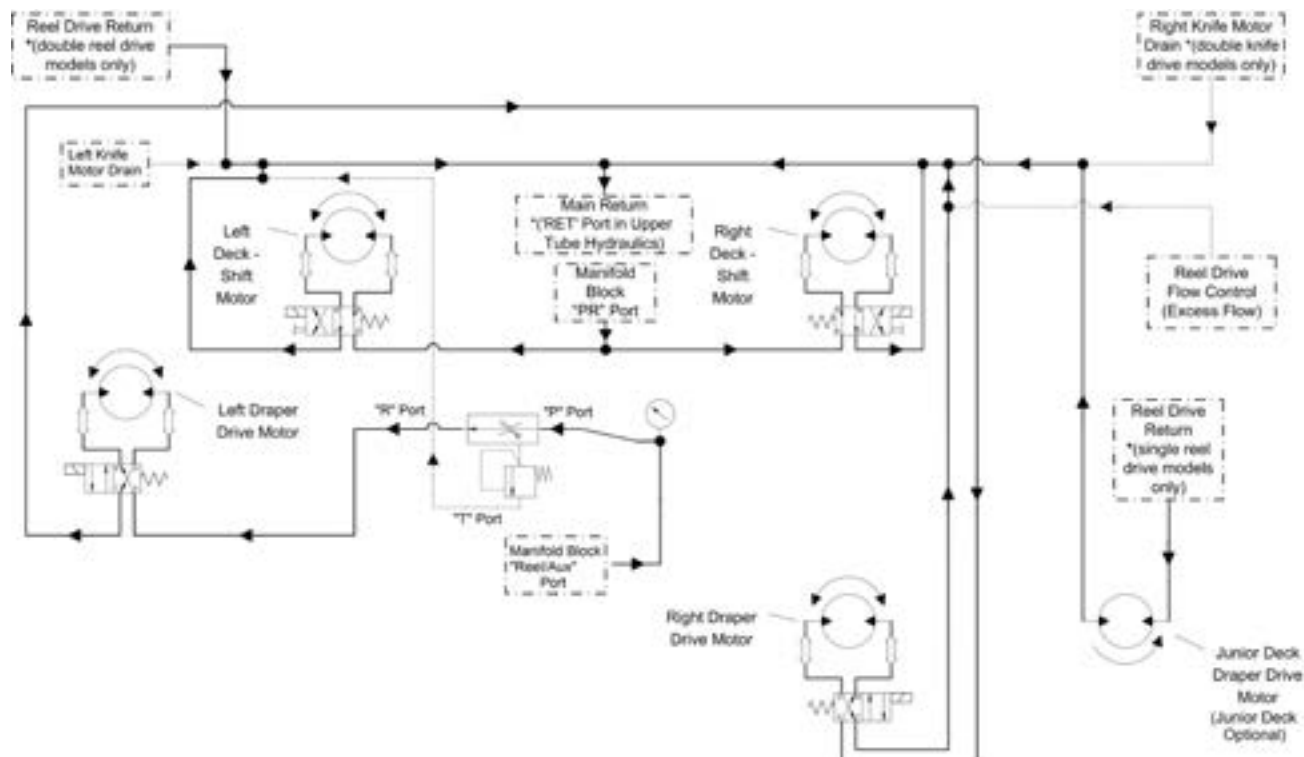 Reel Drive Return
*(double reel drive
models only)
Right Knife Motor
Drain *(double knife
drive models only)
Left Knife
Motor Drain
Left
Deck -
Shift
Motor
Main Return
*('RET' Port in Upper
Tube Hydraulics)
Manifold
Block
"PR" Port
Right
Deck -
Shift
Motor
Reel Drive
Flow Control
(Excess Flow)
Left Draper
Drive Motor
"R" Port
"P" Port
"T" Port
Reel Drive
Return
*(single reel
drive models
only)
Manifold Block
"Reel/Aux"
Port
Right Draper
Drive Motor
Junior Deck
Draper Drive
Motor
(Junior Deck
Optional)